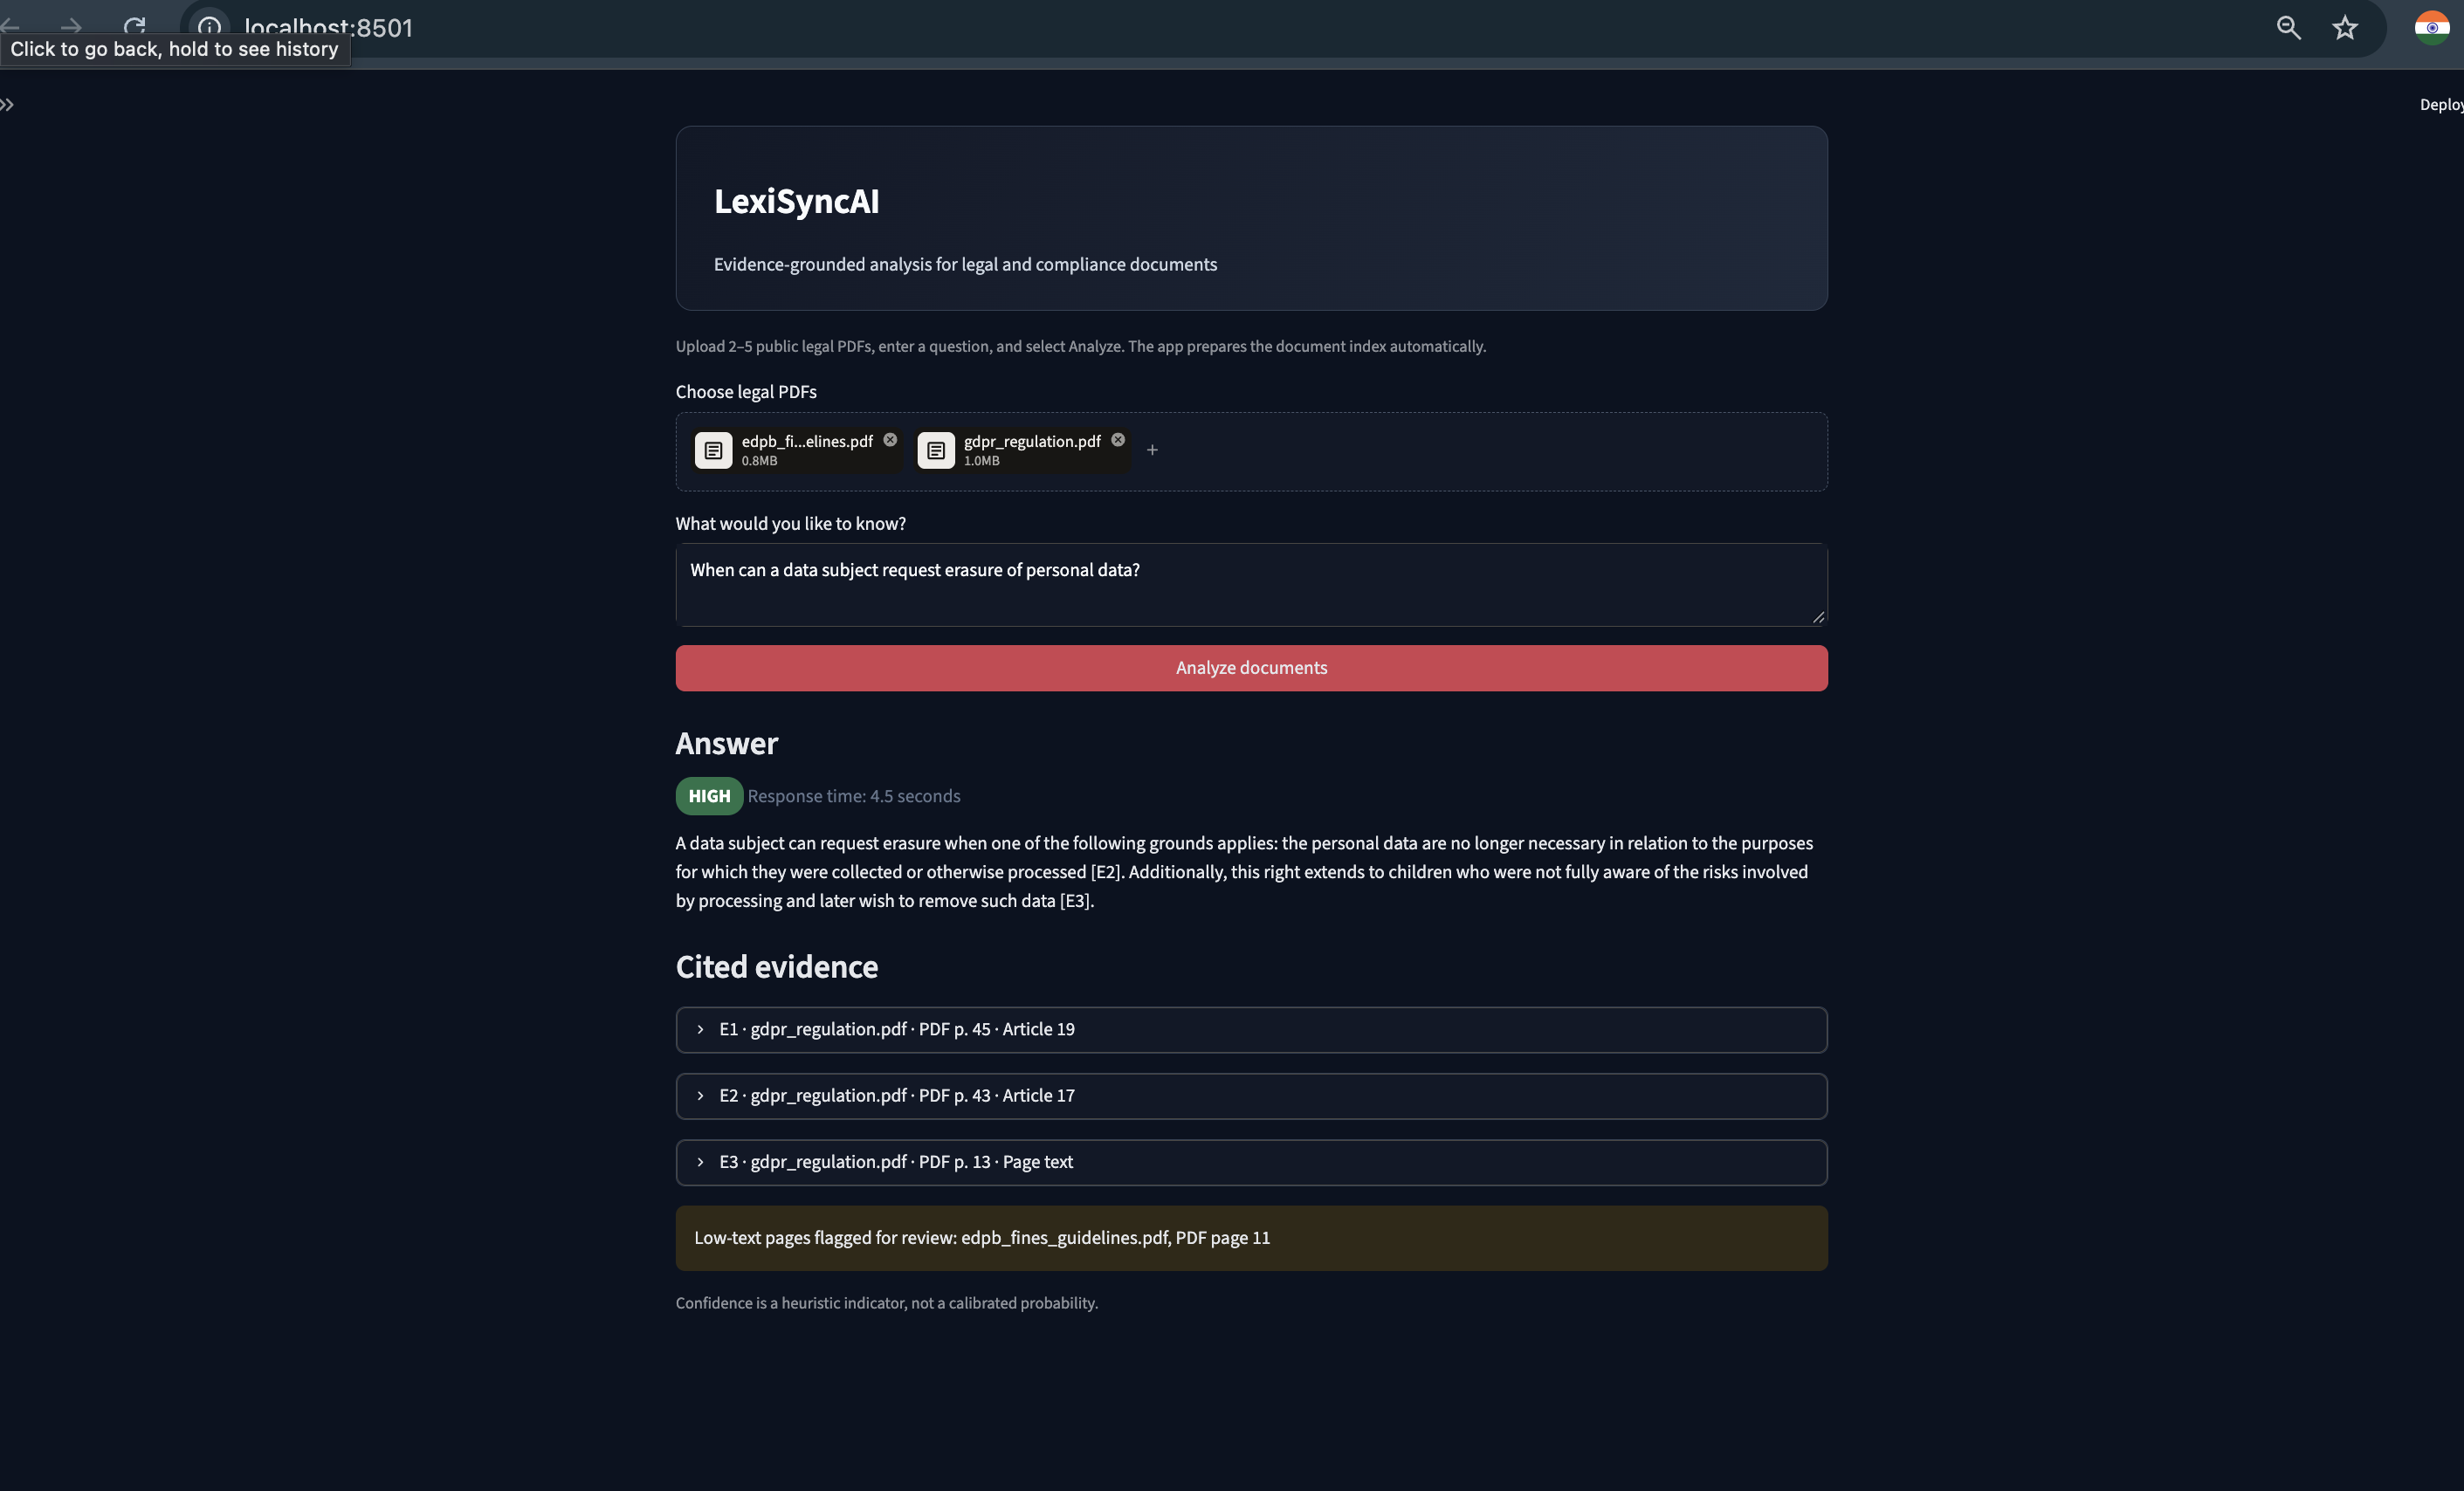 localhost:8501
Click to go back, hold to see history
Deploy
LexiSyncAI
Evidence-grounded analysis for legal and compliance documents
Upload 2–5 public legal PDFs, enter a question, and select Analyze. The app prepares the document index automatically.
Choose legal PDFs
edpb_fi...elines.pdf
0.8MB
gdpr_regulation.pdf
1.0MB
What would you like to know?
When can a data subject request erasure of personal data?
Analyze documents
Answer
HIGH Response time: 4.5 seconds
A data subject can request erasure when one of the following grounds applies: the personal data are no longer necessary in relation to the purposes
for which they were collected or otherwise processed [E2]. Additionally, this right extends to children who were not fully aware of the risks involved
by processing and later wish to remove such data [E3].
Cited evidence
E1 · gdpr_regulation.pdf · PDF p. 45 · Article 19
E2 · gdpr_regulation.pdf · PDF p. 43 · Article 17
E3 · gdpr_regulation.pdf · PDF p. 13 · Page text
Low-text pages flagged for review: edpb_fines_guidelines.pdf, PDF page 11
Confidence is a heuristic indicator, not a calibrated probability.